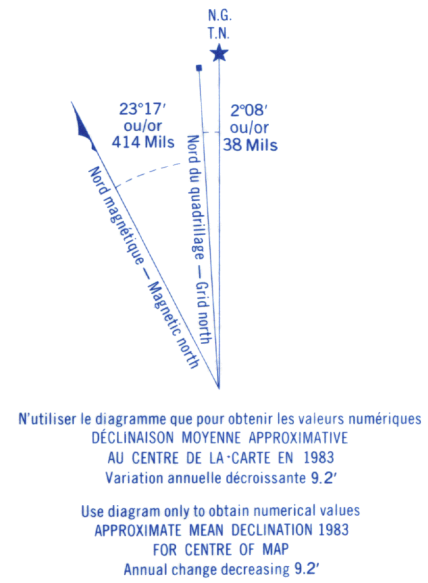 N.G.
T.N.
23°17'
ou/or
414 Mils
2°08'
ou/or
38 Mils
Nord magnétique — Magnetic north
Nord du quadrillage — Grid north
N'utiliser le diagramme que pour obtenir les valeurs numériques
DÉCLINAISON MOYENNE APPROXIMATIVE
AU CENTRE DE LA-CARTE EN 1983
Variation annuelle décroissante 9.2'
Use diagram only to obtain numerical values
APPROXIMATE MEAN DECLINATION 1983
FOR CENTRE OF MAP
Annual change decreasing 9.2'